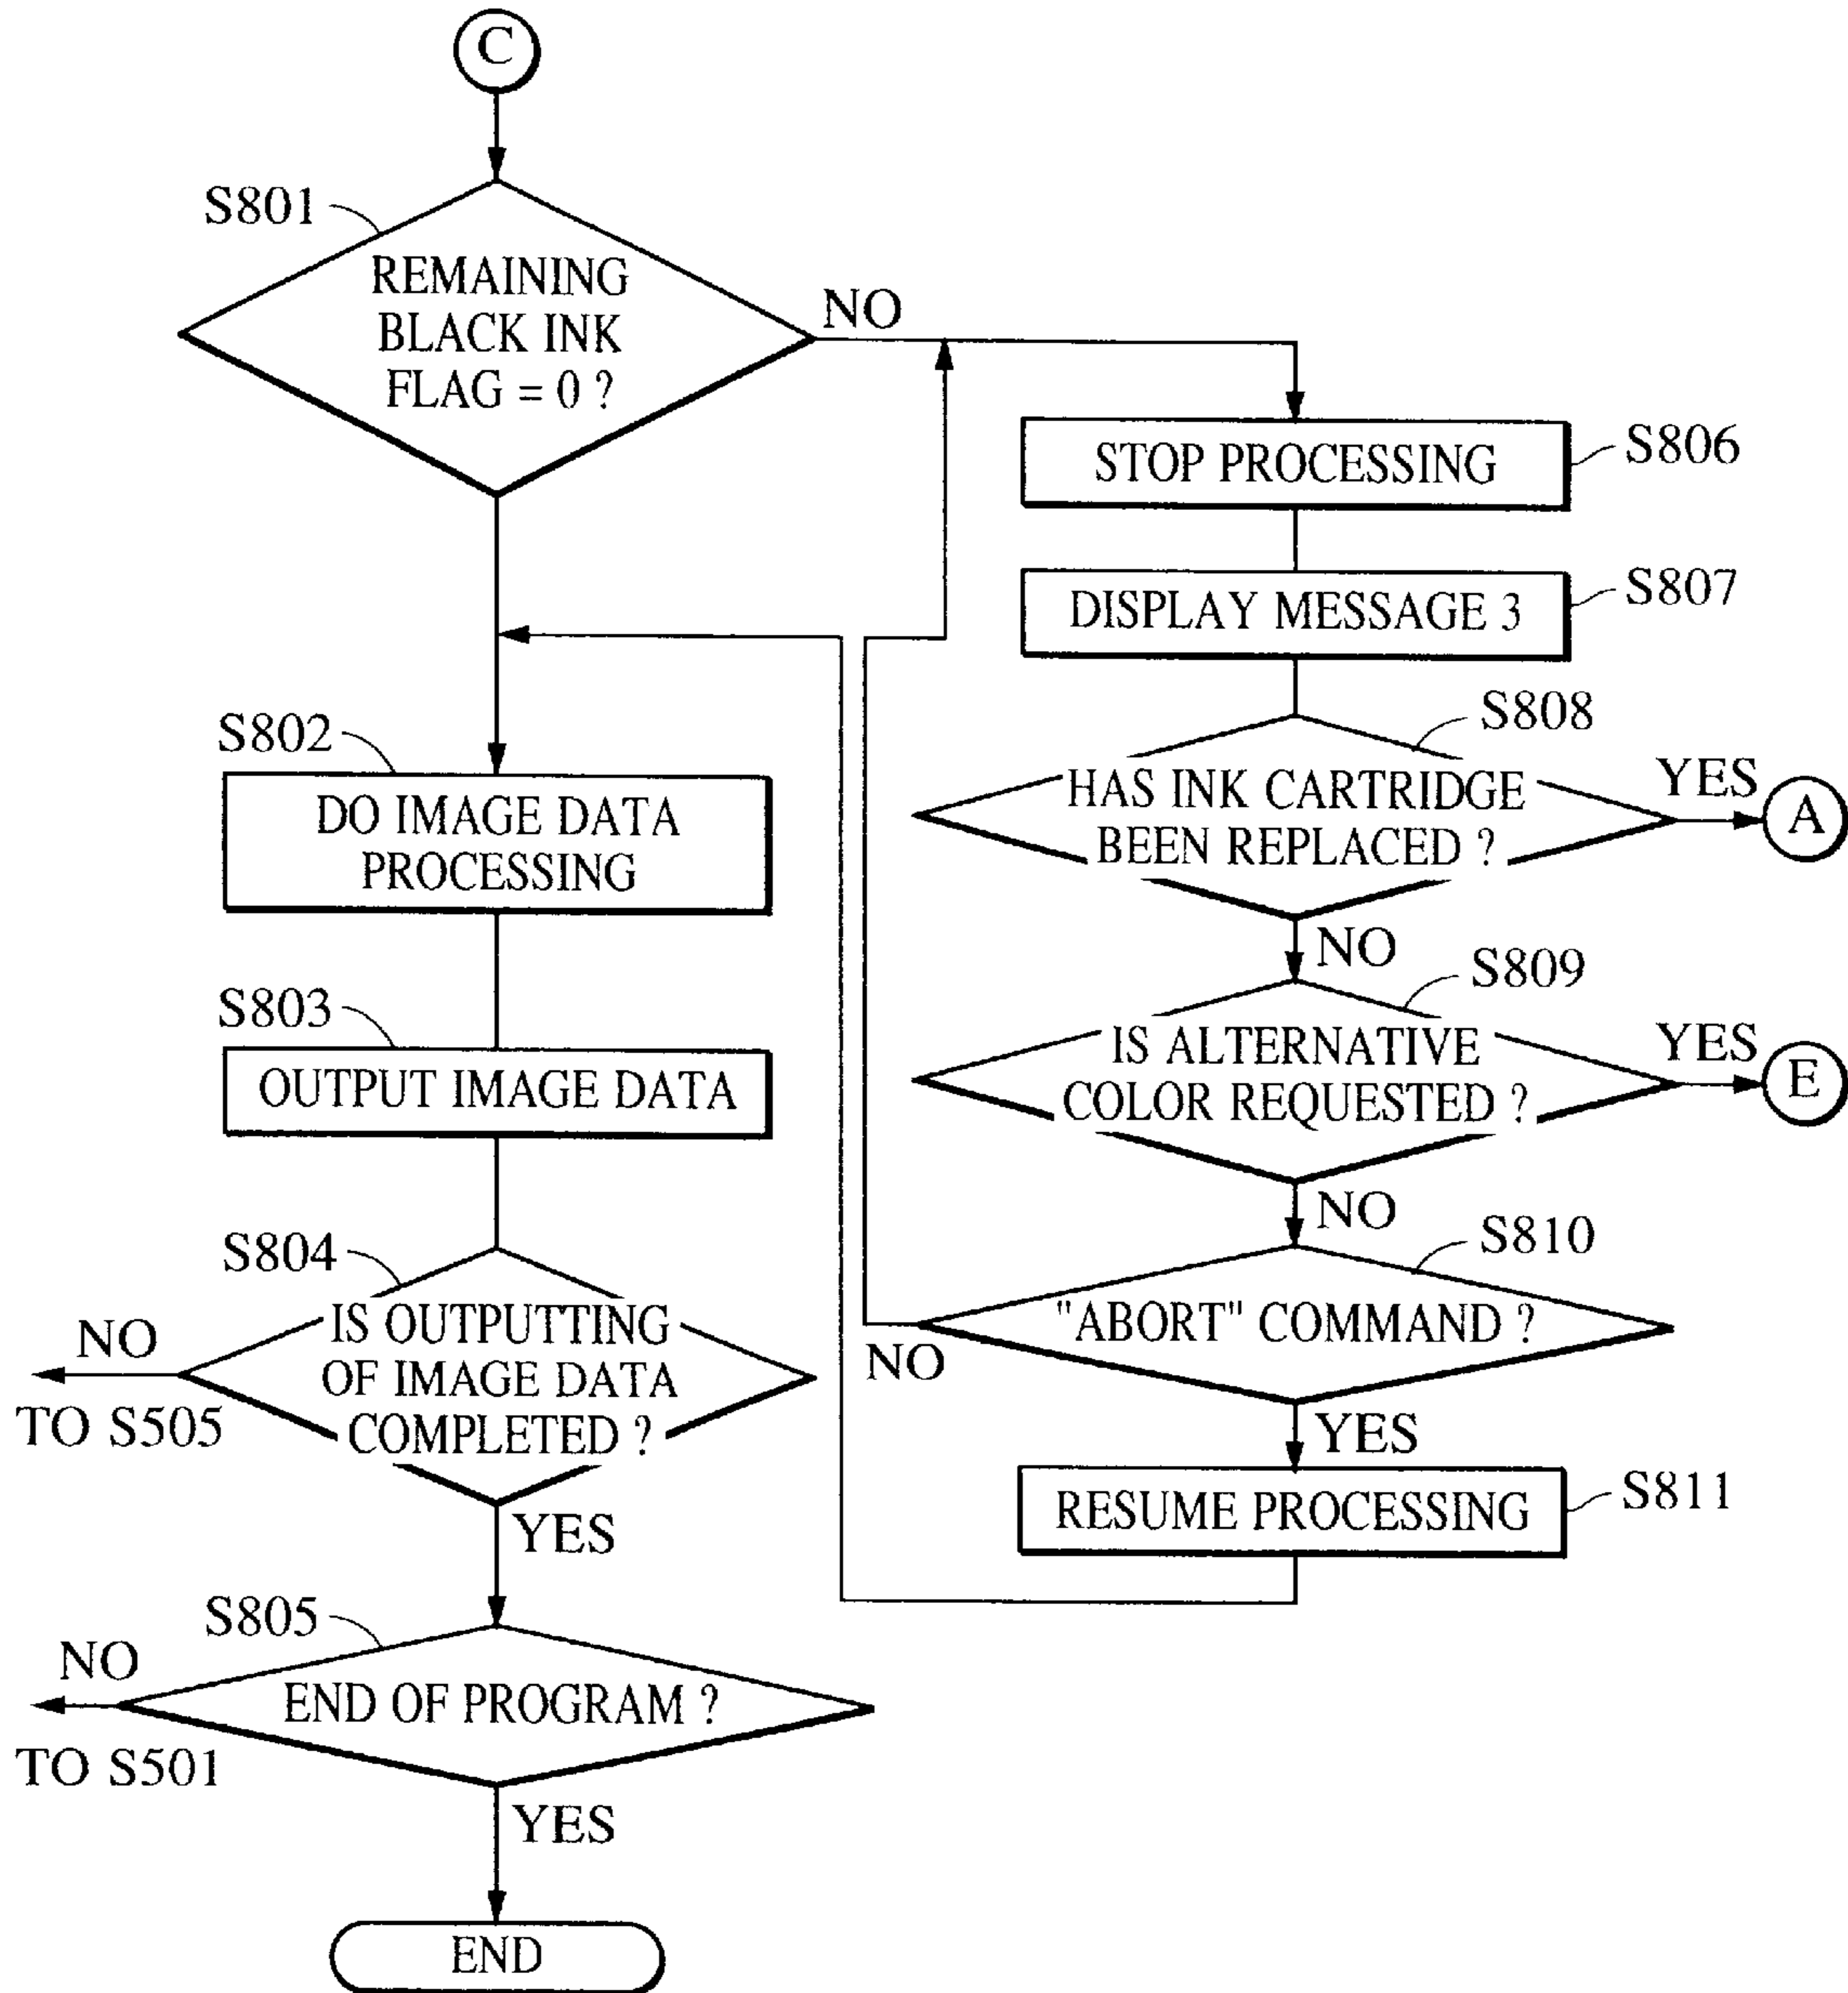 C
S801
REMAINING
BLACK INK
FLAG = 0 ?
NO
S802
DO IMAGE DATA
PROCESSING
S803
OUTPUT IMAGE DATA
S804
IS OUTPUTTING
OF IMAGE DATA
COMPLETED ?
NO
TO S505
YES
S805
END OF PROGRAM ?
NO
TO S501
YES
END
STOP PROCESSING
S806
DISPLAY MESSAGE 3
S807
S808
HAS INK CARTRIDGE
BEEN REPLACED ?
YES
A
NO
S809
IS ALTERNATIVE
COLOR REQUESTED ?
YES
E
NO
S810
"ABORT" COMMAND ?
NO
YES
RESUME PROCESSING
S811